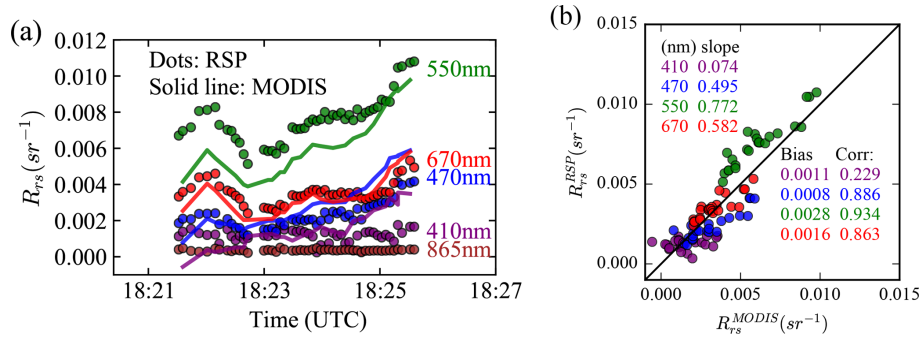 (a)
Dots: RSP
Solid line: MODIS
550nm
670nm
470nm
410nm
865nm
0.012
0.010
0.008
0.006
0.004
0.002
0.000
R_rs(sr^-1)
18:21
18:23
18:25
18:27
Time (UTC)
(b)
(nm) slope
410 0.074
470 0.495
550 0.772
670 0.582
Bias Corr:
0.0011 0.229
0.0008 0.886
0.0028 0.934
0.0016 0.863
0.015
0.010
0.005
0.000
R_rs^RSP(sr^-1)
0.000
0.005
0.010
0.015
R_rs^MODIS(sr^-1)